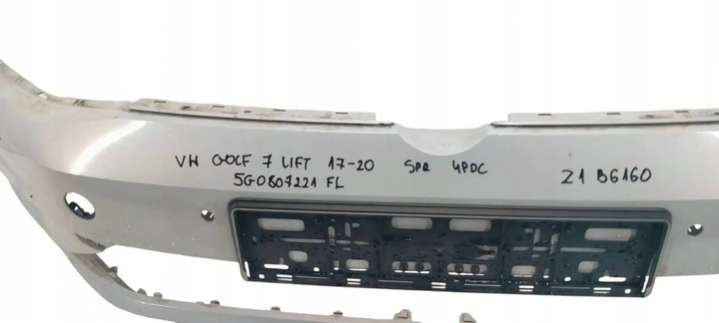 VW GOLF 7 LIFT 17-20 SPR 4PDC
5G0807221 FL
Z1 B6160